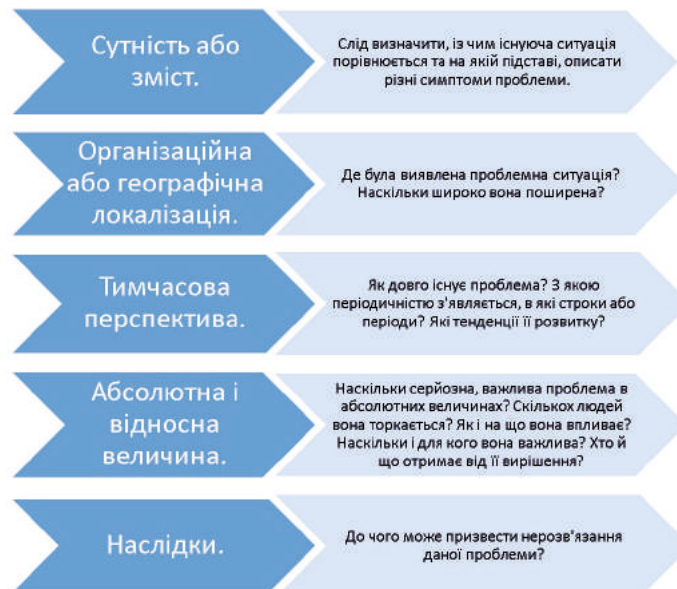 Сутність або
зміст.
Слід визначити, із чим існуюча ситуація
порівнюється та на якій підставі, описати
різні симптоми проблеми.
Організаційна
або географічна
локалізація.
Де була виявлена проблемна ситуація?
Наскільки широко вона поширена?
Тимчасова
перспектива.
Як довго існує проблема? З якою
періодичністю з'являється, в які строки або
періоди? Які тенденції її розвитку?
Абсолютна і
відносна
величина.
Наскільки серйозна, важлива проблема в
абсолютних величинах? Скількох людей
вона торкається? Як і на що вона впливає?
Наскільки і для кого вона важлива? Хто й
що отримає від її вирішення?
Наслідки.
До чого може призвести нерозв'язання
даної проблеми?